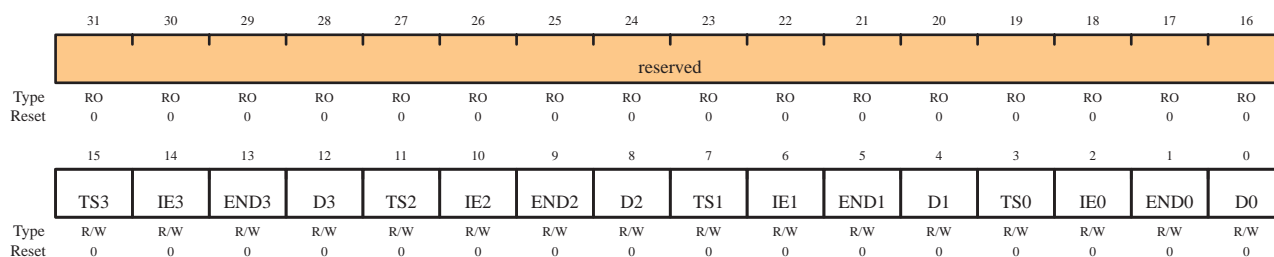 31 30 29 28 27 26 25 24 23 22 21 20 19 18 17 16
reserved
Type RO RO RO RO RO RO RO RO RO RO RO RO RO RO RO RO
Reset 0 0 0 0 0 0 0 0 0 0 0 0 0 0 0 0
15 14 13 12 11 10 9 8 7 6 5 4 3 2 1 0
TS3 IE3 END3 D3 TS2 IE2 END2 D2 TS1 IE1 END1 D1 TS0 IE0 END0 D0
Type R/W R/W R/W R/W R/W R/W R/W R/W R/W R/W R/W R/W R/W R/W R/W R/W
Reset 0 0 0 0 0 0 0 0 0 0 0 0 0 0 0 0